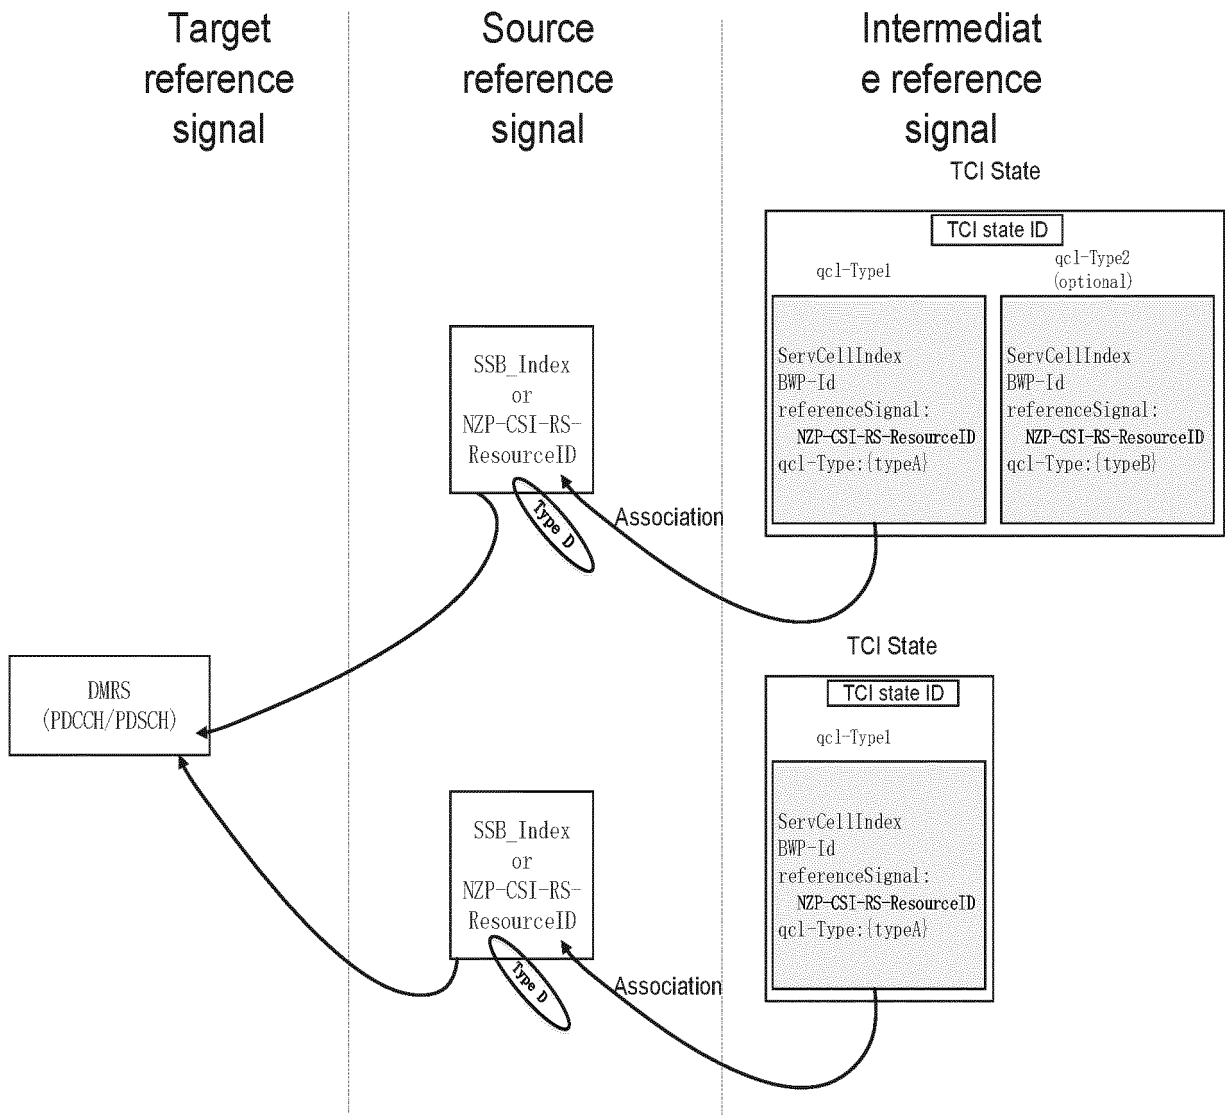 Target
reference
signal
Source
reference
signal
Intermediat
e reference
signal
TCI State
TCI state ID
qcl-Type1
qcl-Type2
(optional)
ServCellIndex
BWP-Id
referenceSignal:
NZP-CSI-RS-ResourceID
qcl-Type:{typeA}
ServCellIndex
BWP-Id
referenceSignal:
NZP-CSI-RS-ResourceID
qcl-Type:{typeB}
SSB_Index
or
NZP-CSI-RS-
ResourceID
Type D
Association
DMRS
(PDCCH/PDSCH)
TCI State
TCI state ID
qcl-Type1
ServCellIndex
BWP-Id
referenceSignal:
NZP-CSI-RS-ResourceID
qcl-Type:{typeA}
SSB_Index
or
NZP-CSI-RS-
ResourceID
Type D
Association